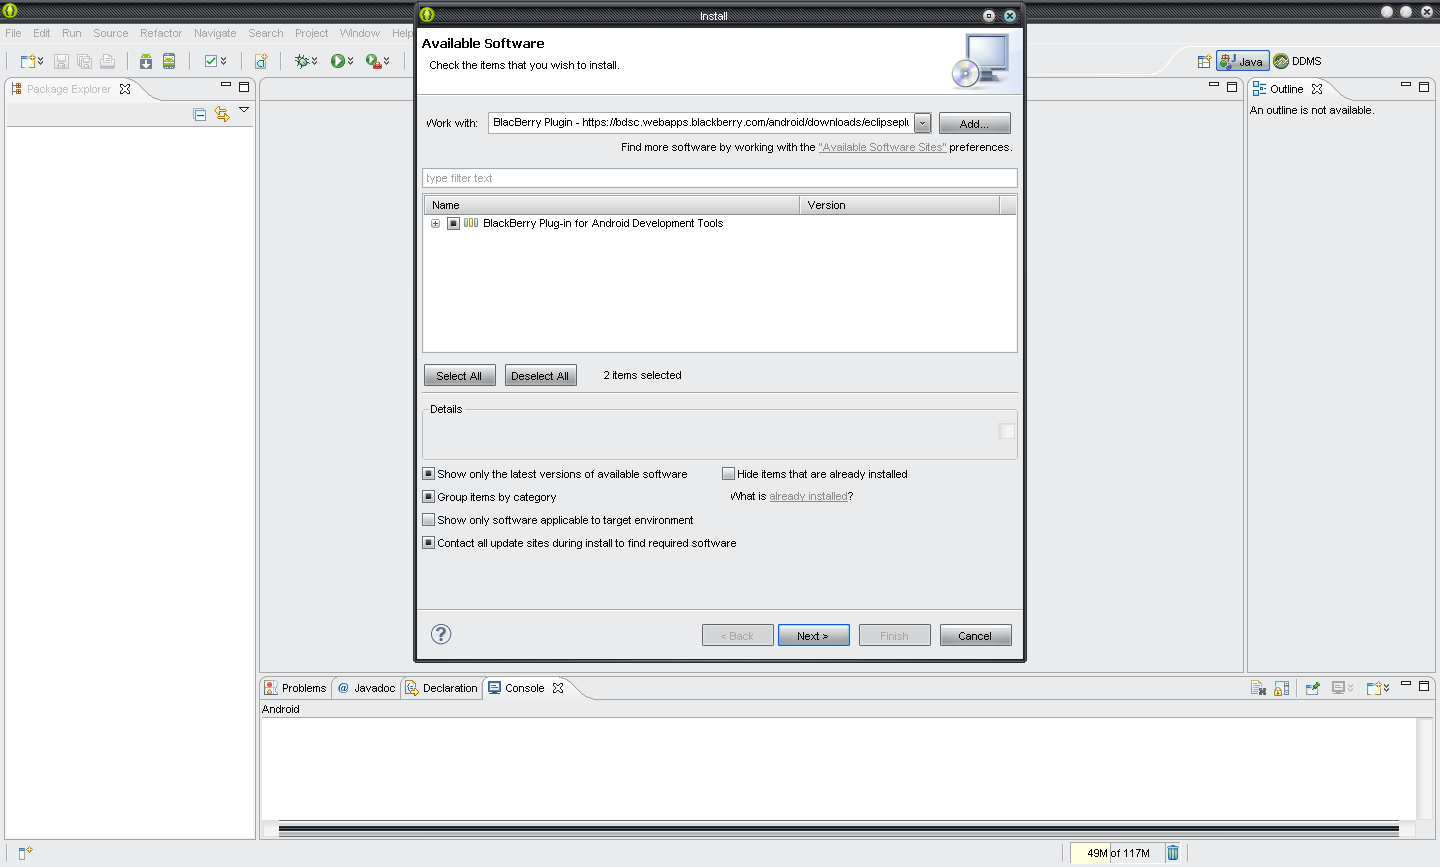 Install
File Edit Run Source Refactor Navigate Search Project Window Help
Available Software
Check the items that you wish to install.
Java DDMS
Package Explorer
Outline
An outline is not available.
Work with: BlacBerry Plugin - https://bdsc.webapps.blackberry.com/android/downloads/eclipseplu Add...
Find more software by working with the "Available Software Sites" preferences.
type filter text
Name Version
BlackBerry Plug-in for Android Development Tools
Select All Deselect All 2 items selected
Details
Show only the latest versions of available software Hide items that are already installed
Group items by category What is already installed?
Show only software applicable to target environment
Contact all update sites during install to find required software
? < Back Next > Finish Cancel
Problems @ Javadoc Declaration Console
Android
49M of 117M